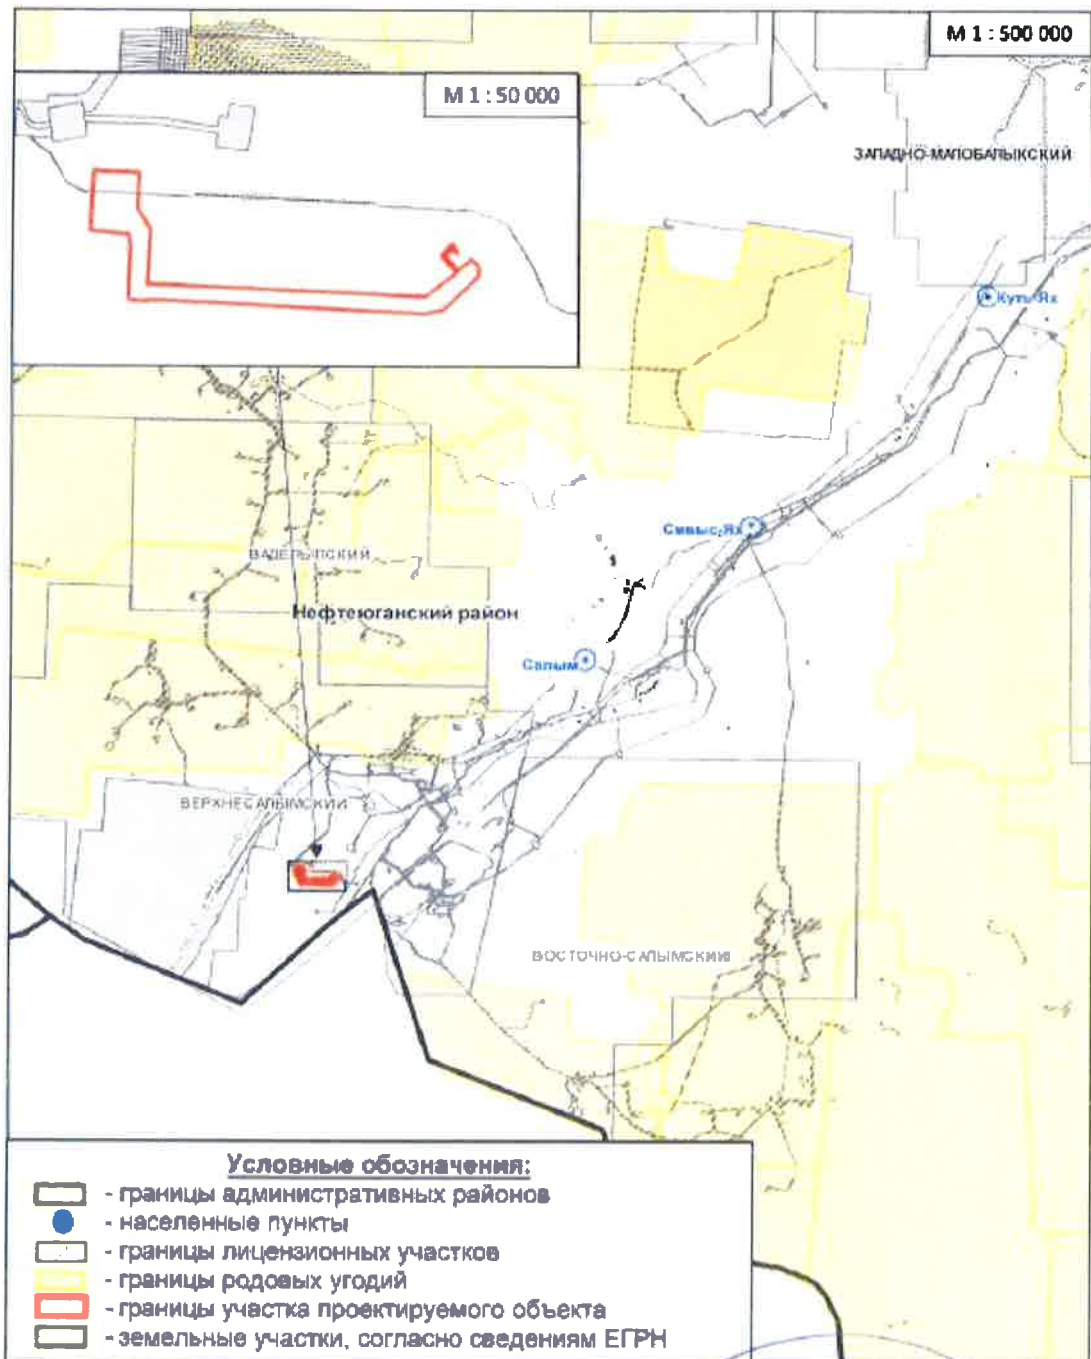 М 1 : 500 000
М 1 : 50 000
ЗАПАДНО-МАЛОБАЛЫКСКИЙ
Куть-Ях
Сивыс-Ях
ВАДЕЛЫПСКИЙ
Нефтеюганский район
Салым
ВЕРХНЕСАЛЫМСКИЙ
ВОСТОЧНО-САЛЫМСКИЙ
Условные обозначения:
- границы административных районов
- населенные пункты
- границы лицензионных участков
- границы родовых угодий
- границы участка проектируемого объекта
- земельные участки, согласно сведениям ЕГРН